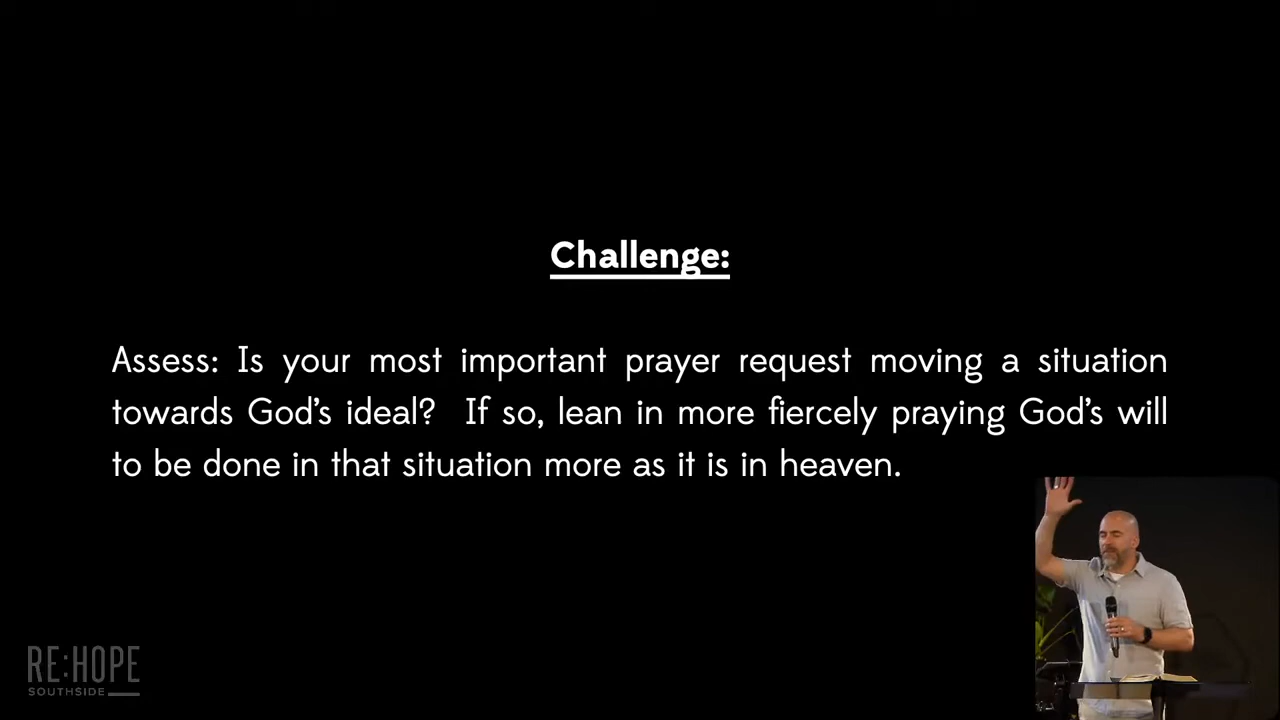 Challenge:
Assess: Is your most important prayer request moving a situation
towards God's ideal?  If so, lean in more fiercely praying God's will
to be done in that situation more as it is in heaven.
RE:HOPE
SOUTHSIDE